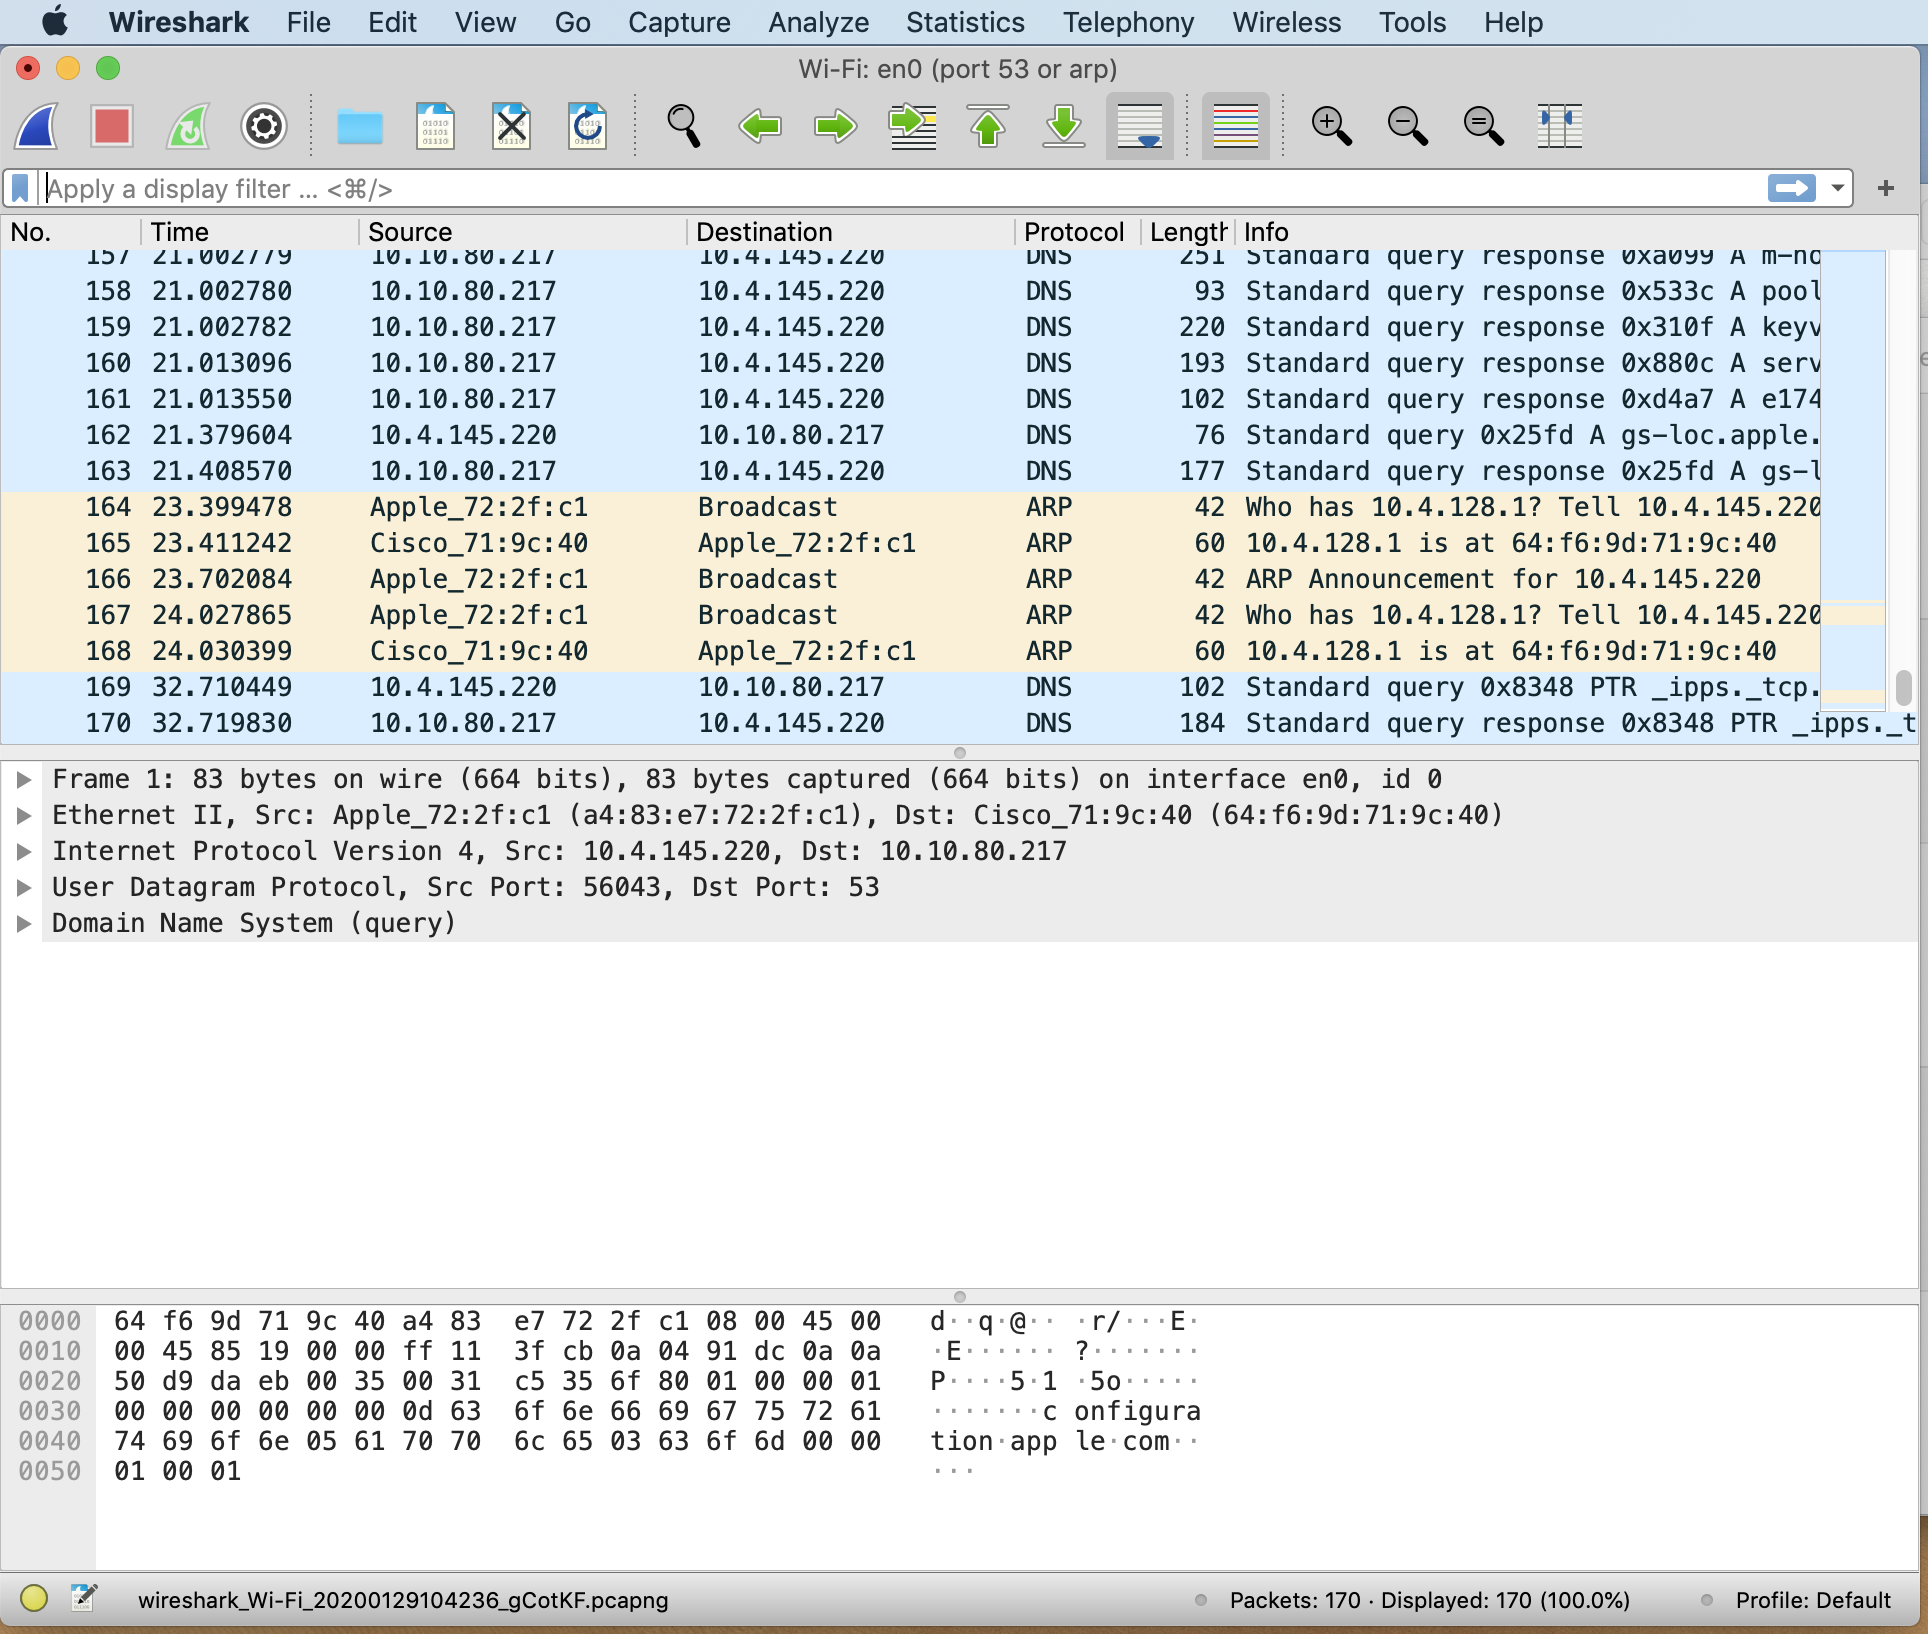 Wireshark File Edit View Go Capture Analyze Statistics Telephony Wireless Tools Help
Wi-Fi: en0 (port 53 or arp)
Apply a display filter ... <⌘/>
No. Time Source Destination Protocol Length Info
157 21.002779 10.10.80.217 10.4.145.220 DNS 251 Standard query response 0xa099 A m-no
158 21.002780 10.10.80.217 10.4.145.220 DNS 93 Standard query response 0x533c A pool
159 21.002782 10.10.80.217 10.4.145.220 DNS 220 Standard query response 0x310f A keyv
160 21.013096 10.10.80.217 10.4.145.220 DNS 193 Standard query response 0x880c A serv
161 21.013550 10.10.80.217 10.4.145.220 DNS 102 Standard query response 0xd4a7 A e174
162 21.379604 10.4.145.220 10.10.80.217 DNS 76 Standard query 0x25fd A gs-loc.apple.
163 21.408570 10.10.80.217 10.4.145.220 DNS 177 Standard query response 0x25fd A gs-l
164 23.399478 Apple_72:2f:c1 Broadcast ARP 42 Who has 10.4.128.1? Tell 10.4.145.220
165 23.411242 Cisco_71:9c:40 Apple_72:2f:c1 ARP 60 10.4.128.1 is at 64:f6:9d:71:9c:40
166 23.702084 Apple_72:2f:c1 Broadcast ARP 42 ARP Announcement for 10.4.145.220
167 24.027865 Apple_72:2f:c1 Broadcast ARP 42 Who has 10.4.128.1? Tell 10.4.145.220
168 24.030399 Cisco_71:9c:40 Apple_72:2f:c1 ARP 60 10.4.128.1 is at 64:f6:9d:71:9c:40
169 32.710449 10.4.145.220 10.10.80.217 DNS 102 Standard query 0x8348 PTR _ipps._tcp.
170 32.719830 10.10.80.217 10.4.145.220 DNS 184 Standard query response 0x8348 PTR _ipps._t
Frame 1: 83 bytes on wire (664 bits), 83 bytes captured (664 bits) on interface en0, id 0
Ethernet II, Src: Apple_72:2f:c1 (a4:83:e7:72:2f:c1), Dst: Cisco_71:9c:40 (64:f6:9d:71:9c:40)
Internet Protocol Version 4, Src: 10.4.145.220, Dst: 10.10.80.217
User Datagram Protocol, Src Port: 56043, Dst Port: 53
Domain Name System (query)
0000 64 f6 9d 71 9c 40 a4 83 e7 72 2f c1 08 00 45 00 d··q·@·· ·r/···E·
0010 00 45 85 19 00 00 ff 11 3f cb 0a 04 91 dc 0a 0a ·E······ ?·······
0020 50 d9 da eb 00 35 00 31 c5 35 6f 80 01 00 00 01 P····5·1 ·5o·····
0030 00 00 00 00 00 00 0d 63 6f 6e 66 69 67 75 72 61 ·······c onfigura
0040 74 69 6f 6e 05 61 70 70 6c 65 03 63 6f 6d 00 00 tion·app le·com··
0050 01 00 01 ···
wireshark_Wi-Fi_20200129104236_gCotKF.pcapng Packets: 170 · Displayed: 170 (100.0%) Profile: Default